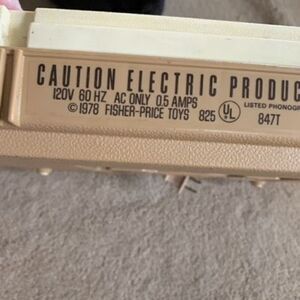 CAUTION ELECTRIC PRODUC
120V 60 HZ AC ONLY 0.5 AMPS
©1978 FISHER-PRICE TOYS 825
UL
LISTED PHONOGR
847T